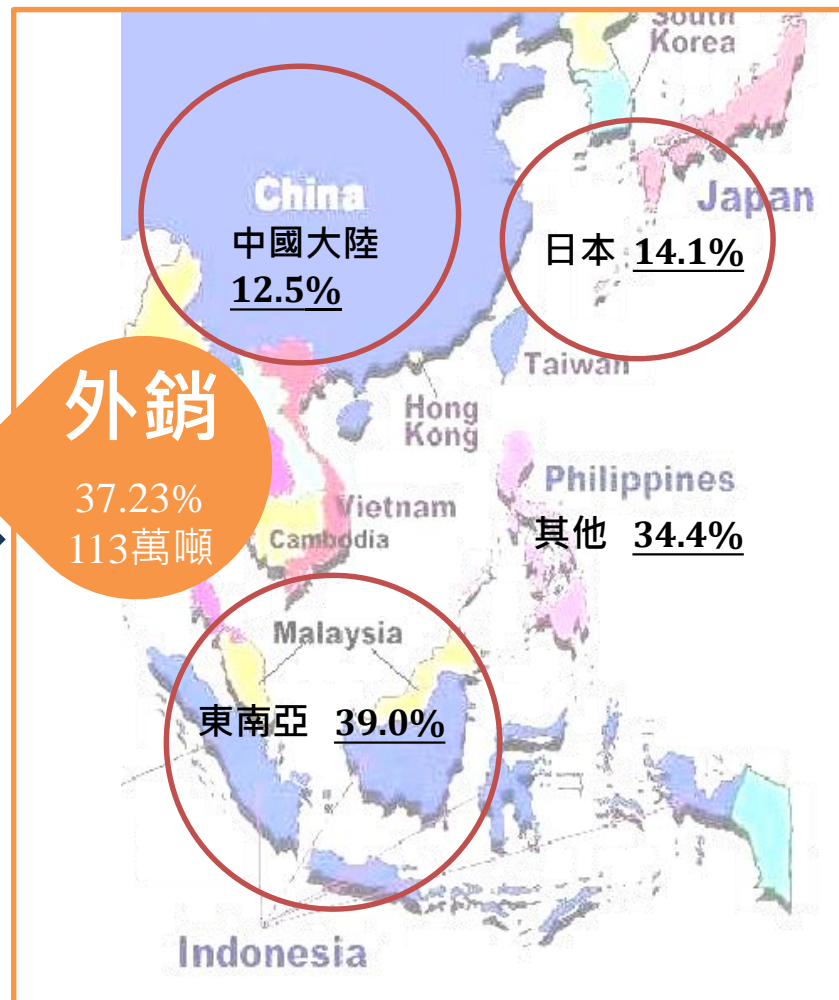 South
Korea
China
中國大陸
12.5%
Japan
日本 14.1%
Taiwan
Hong
Kong
外銷
37.23%
113萬噸
Vietnam
Cambodia
Philippines
其他 34.4%
Malaysia
東南亞 39.0%
Indonesia